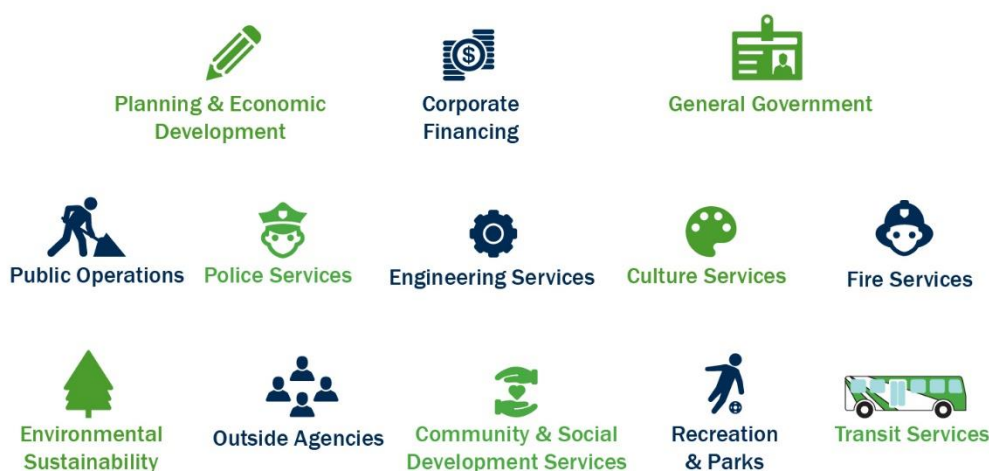 $
Planning & Economic
Development
Corporate
Financing
General Government
Public Operations
Police Services
Engineering Services
Culture Services
Fire Services
Environmental
Sustainability
Outside Agencies
Community & Social
Development Services
Recreation
& Parks
Transit Services